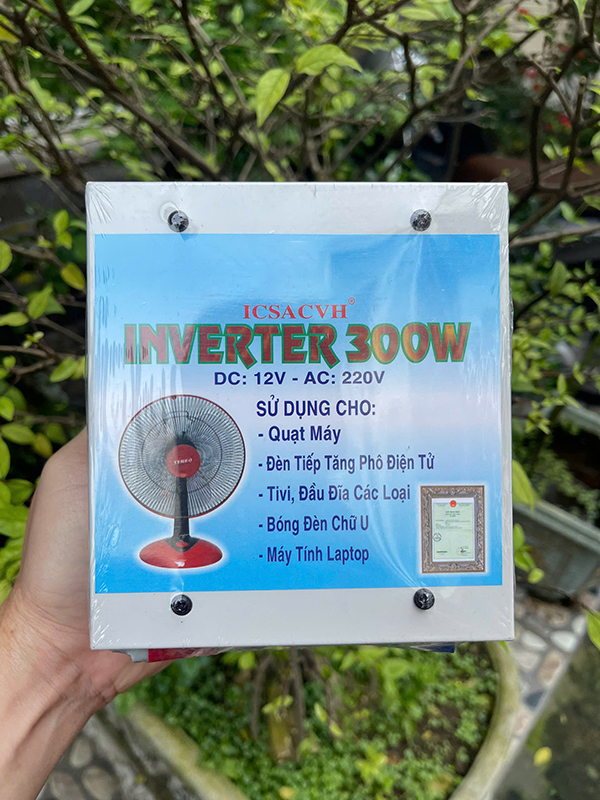 ICSACVH®
INVERTER 300W
DC: 12V - AC: 220V
SỬ DỤNG CHO:
- Quạt Máy
- Đèn Tiếp Tăng Phô Điện Tử
- Tivi, Đầu Đĩa Các Loại
- Bóng Đèn Chữ U
- Máy Tính Laptop